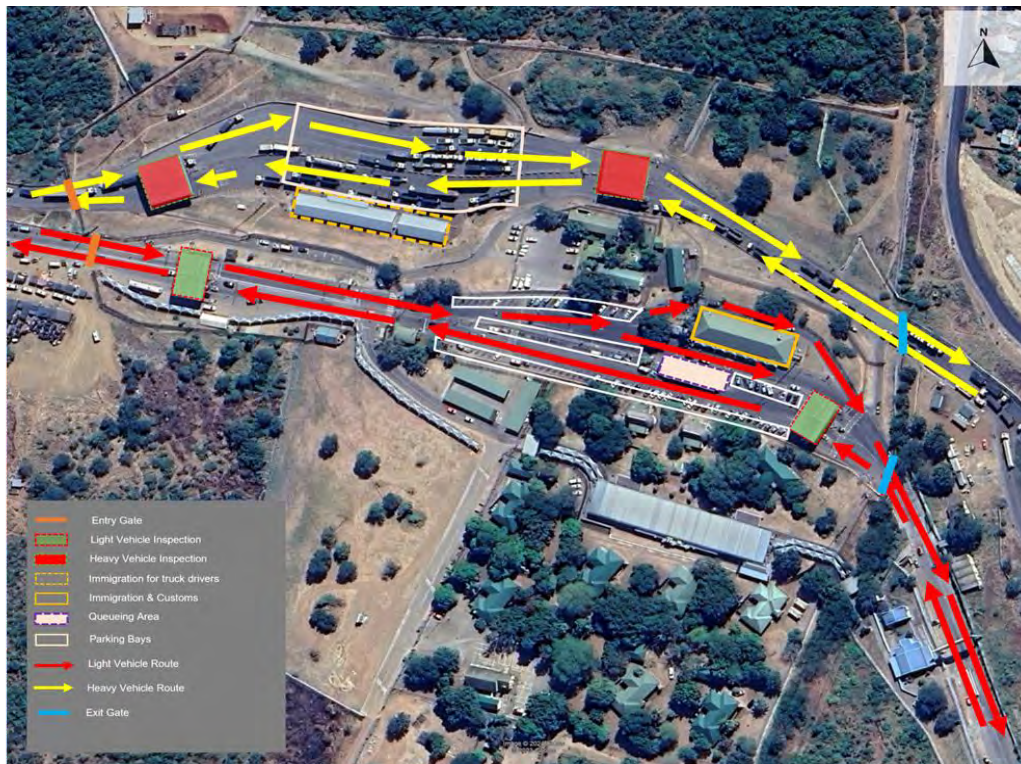 N
Entry Gate
Light Vehicle Inspection
Heavy Vehicle Inspection
Immigration for truck drivers
Immigration & Customs
Queueing Area
Parking Bays
Light Vehicle Route
Heavy Vehicle Route
Exit Gate